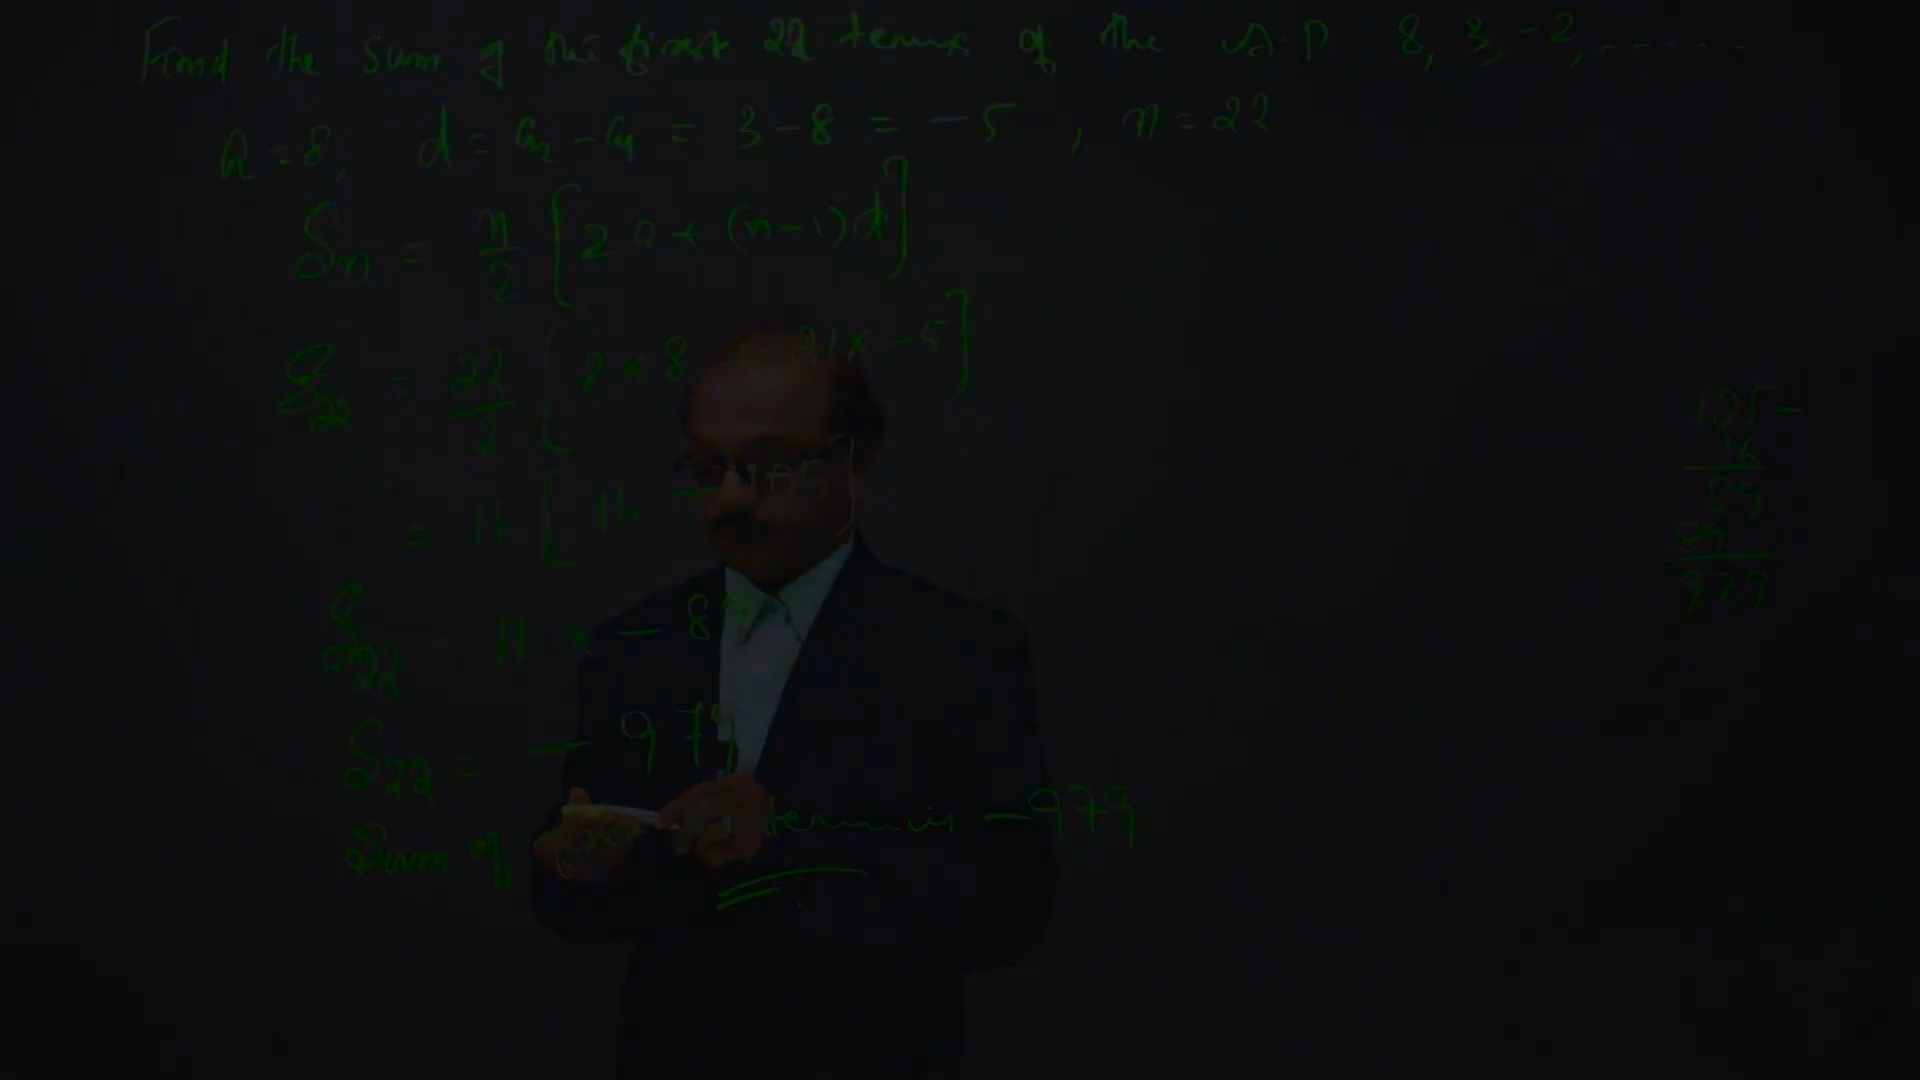 Find the sum of the first 22 terms of the A.P. 8, 3, -2, ......
a = 8, d = a₂ - a₁ = 3 - 8 = -5 , n = 22
Sn = n/2 [2a + (n-1)d]
S22 = 22/2 [2 × 8 + 21 × -5]
= 11 [16 - 105]
S22 = 11 × -89
S22 = -979
Sum of terms is -979
105 -
16
89
89
979